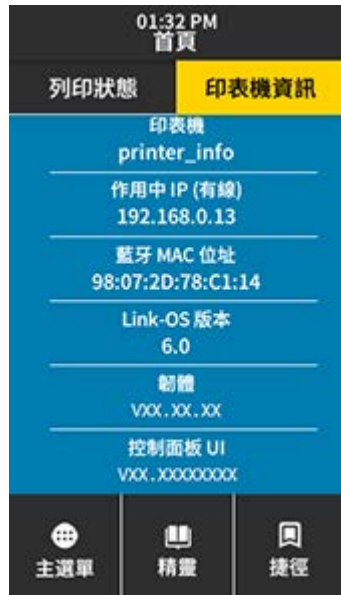 01:32 PM
首頁
列印狀態
印表機資訊
印表機
printer_info
作用中 IP (有線)
192.168.0.13
藍牙 MAC 位址
98:07:2D:78:C1:14
Link-OS 版本
6.0
韌體
VXX.XX.XX
控制面板 UI
VXX.XXXXXXXX
主選單
精靈
捷徑